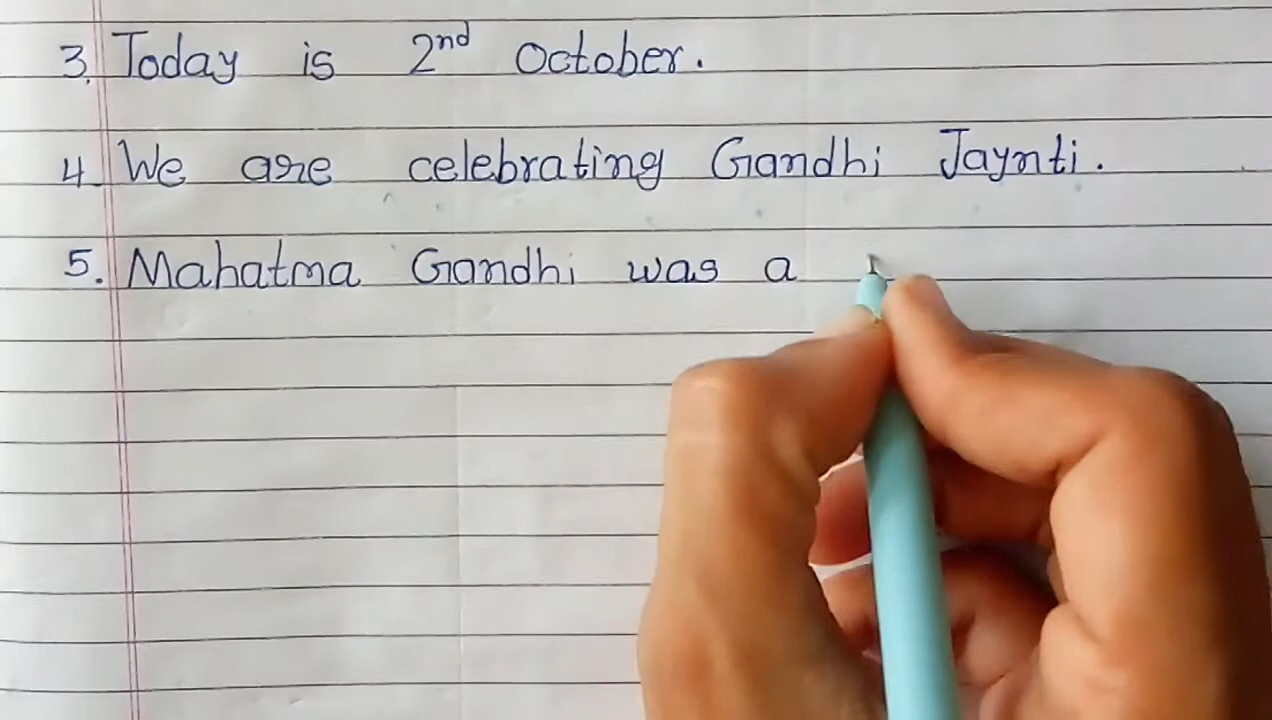 3. Today is 2nd October.
4. We are celebrating Gandhi Jaynti.
5. Mahatma Gandhi was a